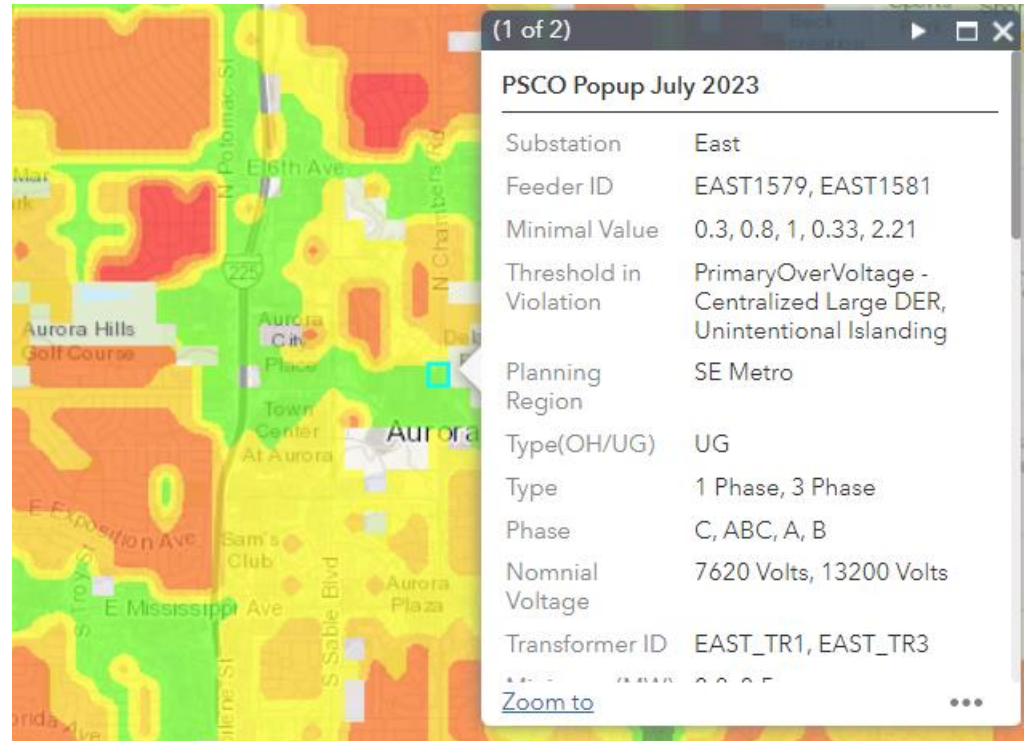 (1 of 2)
PSCO Popup July 2023
Substation East
Feeder ID EAST1579, EAST1581
Minimal Value 0.3, 0.8, 1, 0.33, 2.21
Threshold in Violation PrimaryOverVoltage - Centralized Large DER, Unintentional Islanding
Planning Region SE Metro
Type(OH/UG) UG
Type 1 Phase, 3 Phase
Phase C, ABC, A, B
Nomnial Voltage 7620 Volts, 13200 Volts
Transformer ID EAST_TR1, EAST_TR3
Zoom to
N Potomac St
E 6th Ave
N Chambers Rd
225
Aurora Hills
Golf Course
Aurora
City
Place
Town
Center
At Aurora
Aurora
E Exposition Ave
Sam's
Club
S Troy St
E Mississippi Ave
S Sable Blvd
Aurora
Plaza